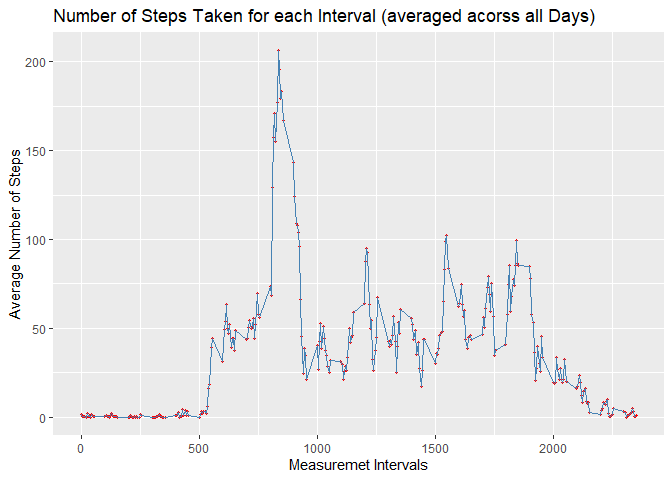 Number of Steps Taken for each Interval (averaged acorss all Days)
200
150
100
50
0
Average Number of Steps
0 500 1000 1500 2000
Measuremet Intervals